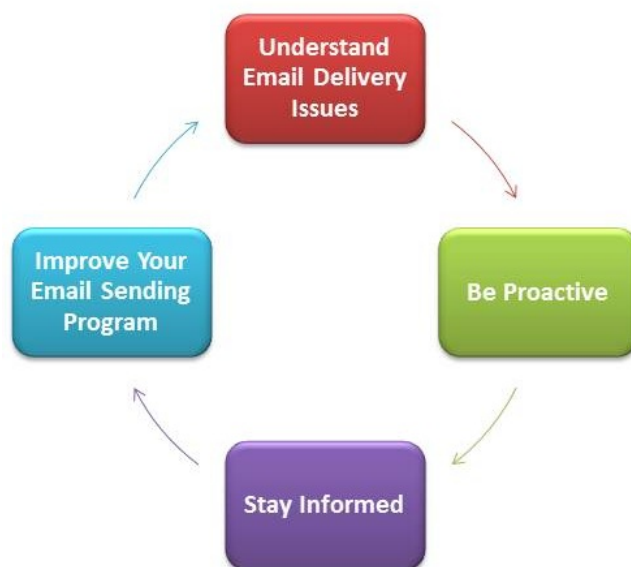 Understand
Email Delivery
Issues
Be Proactive
Stay Informed
Improve Your
Email Sending
Program